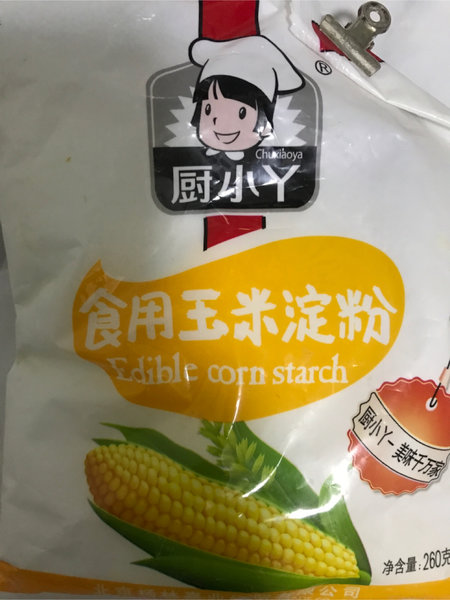 ®
Chuxiaoya
厨小丫
食用玉米淀粉
Edible corn starch
厨小丫
美味千万家
净含量: 260克